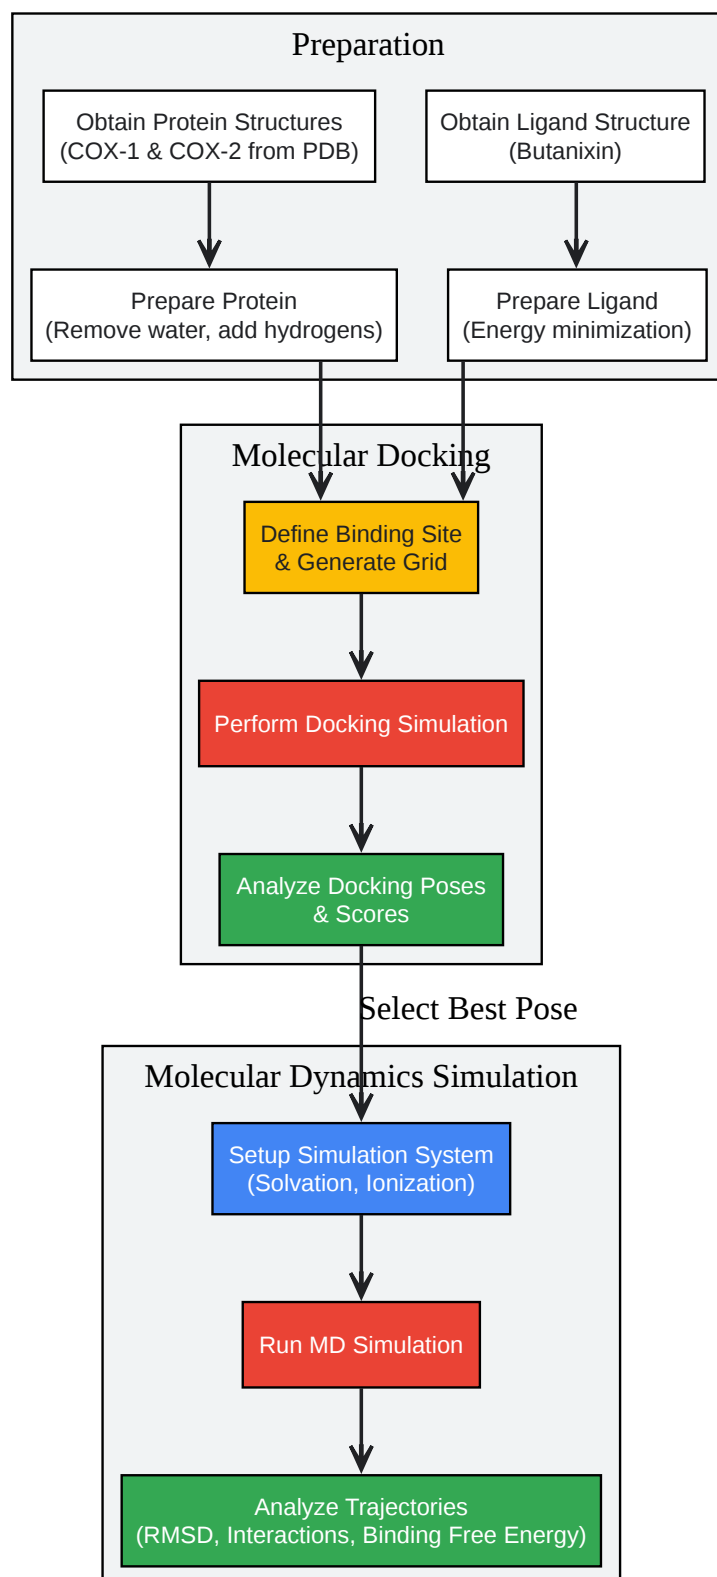 Preparation
Obtain Protein Structures
(COX-1 & COX-2 from PDB)
Obtain Ligand Structure
(Butanixin)
Prepare Protein
(Remove water, add hydrogens)
Prepare Ligand
(Energy minimization)
Molecular Docking
Define Binding Site
& Generate Grid
Perform Docking Simulation
Analyze Docking Poses
& Scores
Select Best Pose
Molecular Dynamics Simulation
Setup Simulation System
(Solvation, Ionization)
Run MD Simulation
Analyze Trajectories
(RMSD, Interactions, Binding Free Energy)